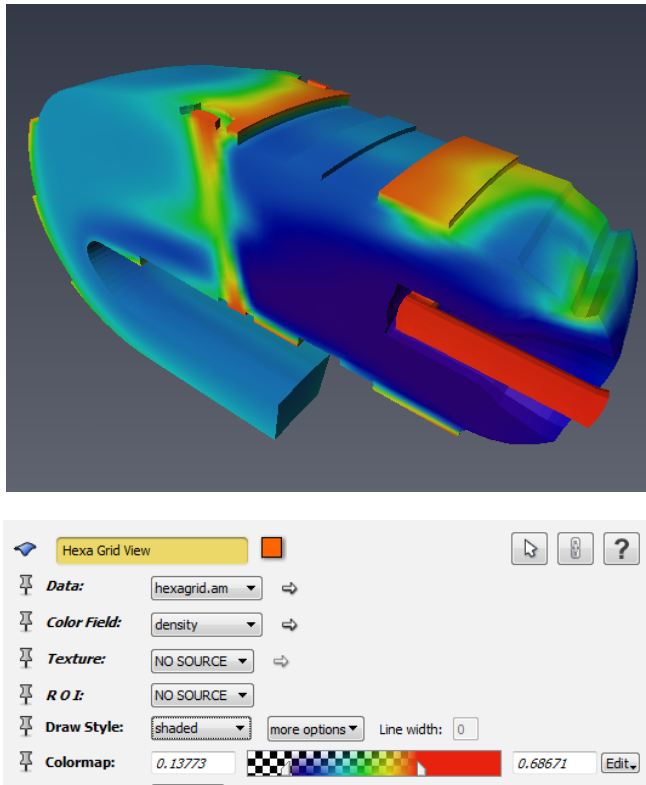 Hexa Grid View
?
Data: hexagrid.am
Color Field: density
Texture: NO SOURCE
R O I: NO SOURCE
Draw Style: shaded more options Line width: 0
Colormap: 0.13773 0.68671 Edit